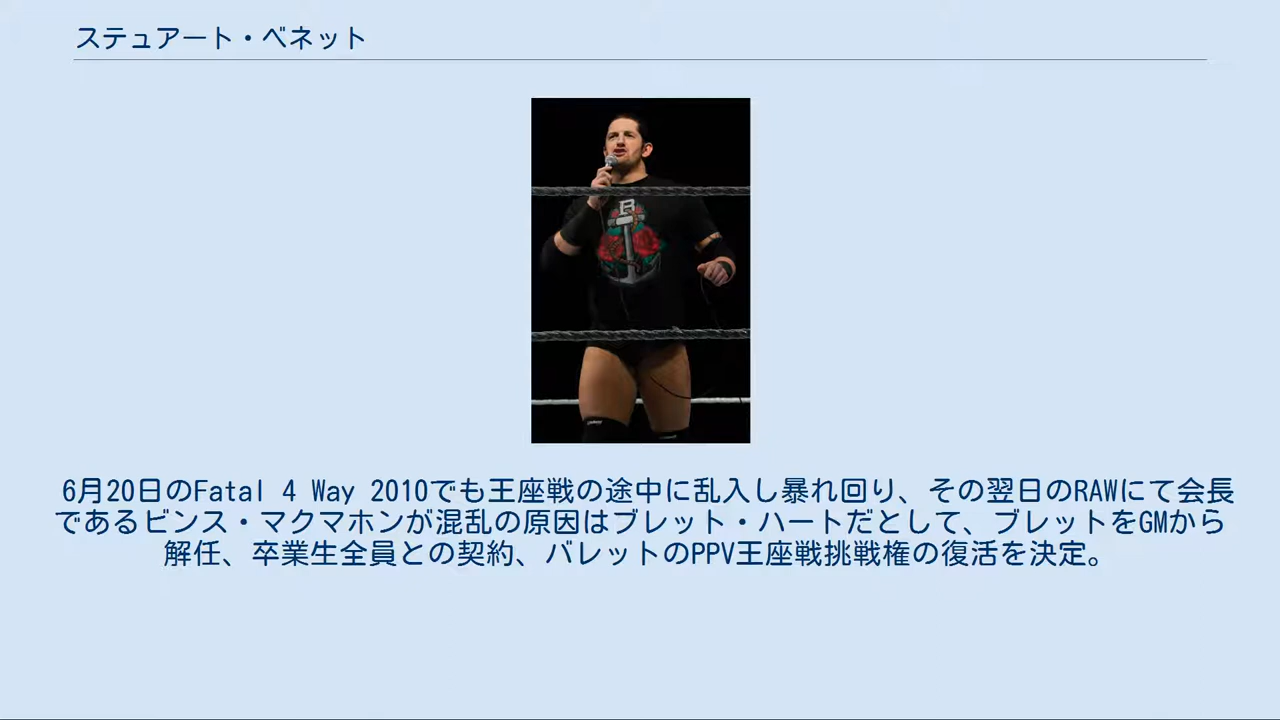 ステュアート・ベネット
B
6月20日のFatal 4 Way 2010でも王座戦の途中に乱入し暴れ回り、その翌日のRAWにて会長
であるビンス・マクマホンが混乱の原因はブレット・ハートだとして、ブレットをGMから
解任、卒業生全員との契約、バレットのPPV王座戦挑戦権の復活を決定。